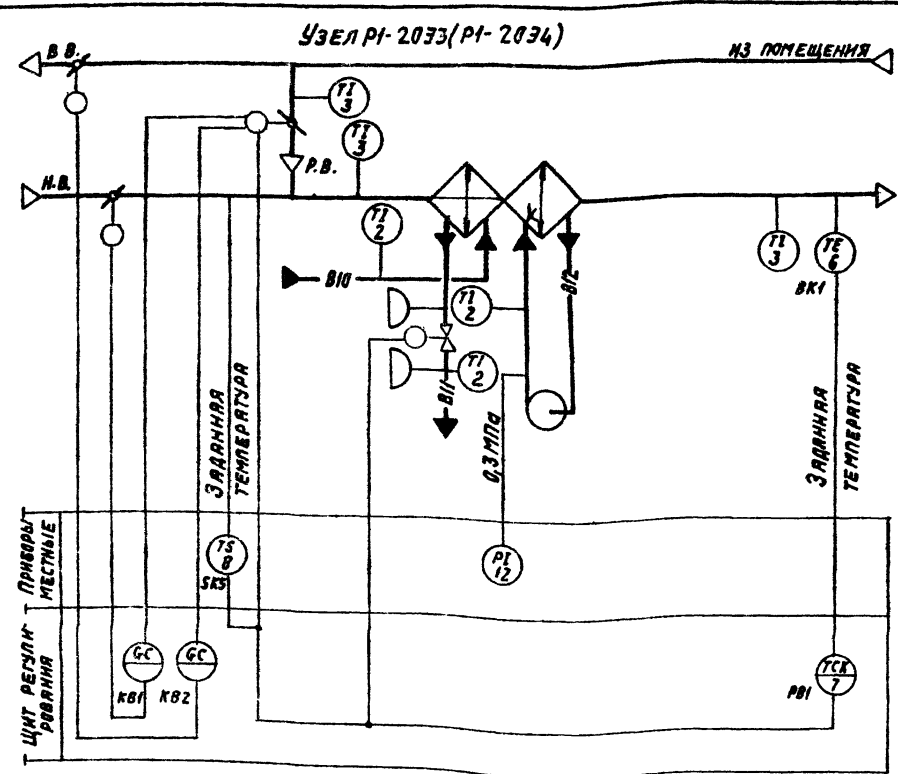 УЗЕЛ Р1-2033(Р1-2034)
В В.
ИЗ ПОМЕЩЕНИЯ
TI
3
TI
3
Р.В.
Н.В.
TI
2
В10
TI
3
TE
6
ВК1
TI
2
В12
TI
2
В11
0,3 МПа
ЗАДАННАЯ
ТЕМПЕРАТУРА
ЗАДАННАЯ
ТЕМПЕРАТУРА
ПРИБОРЫ
МЕСТНЫЕ
TS
8
SK5
PI
12
ЩИТ РЕГУЛИ-
РОВАНИЯ
GC
GC
КВ1
КВ2
TCK
7
РВ1